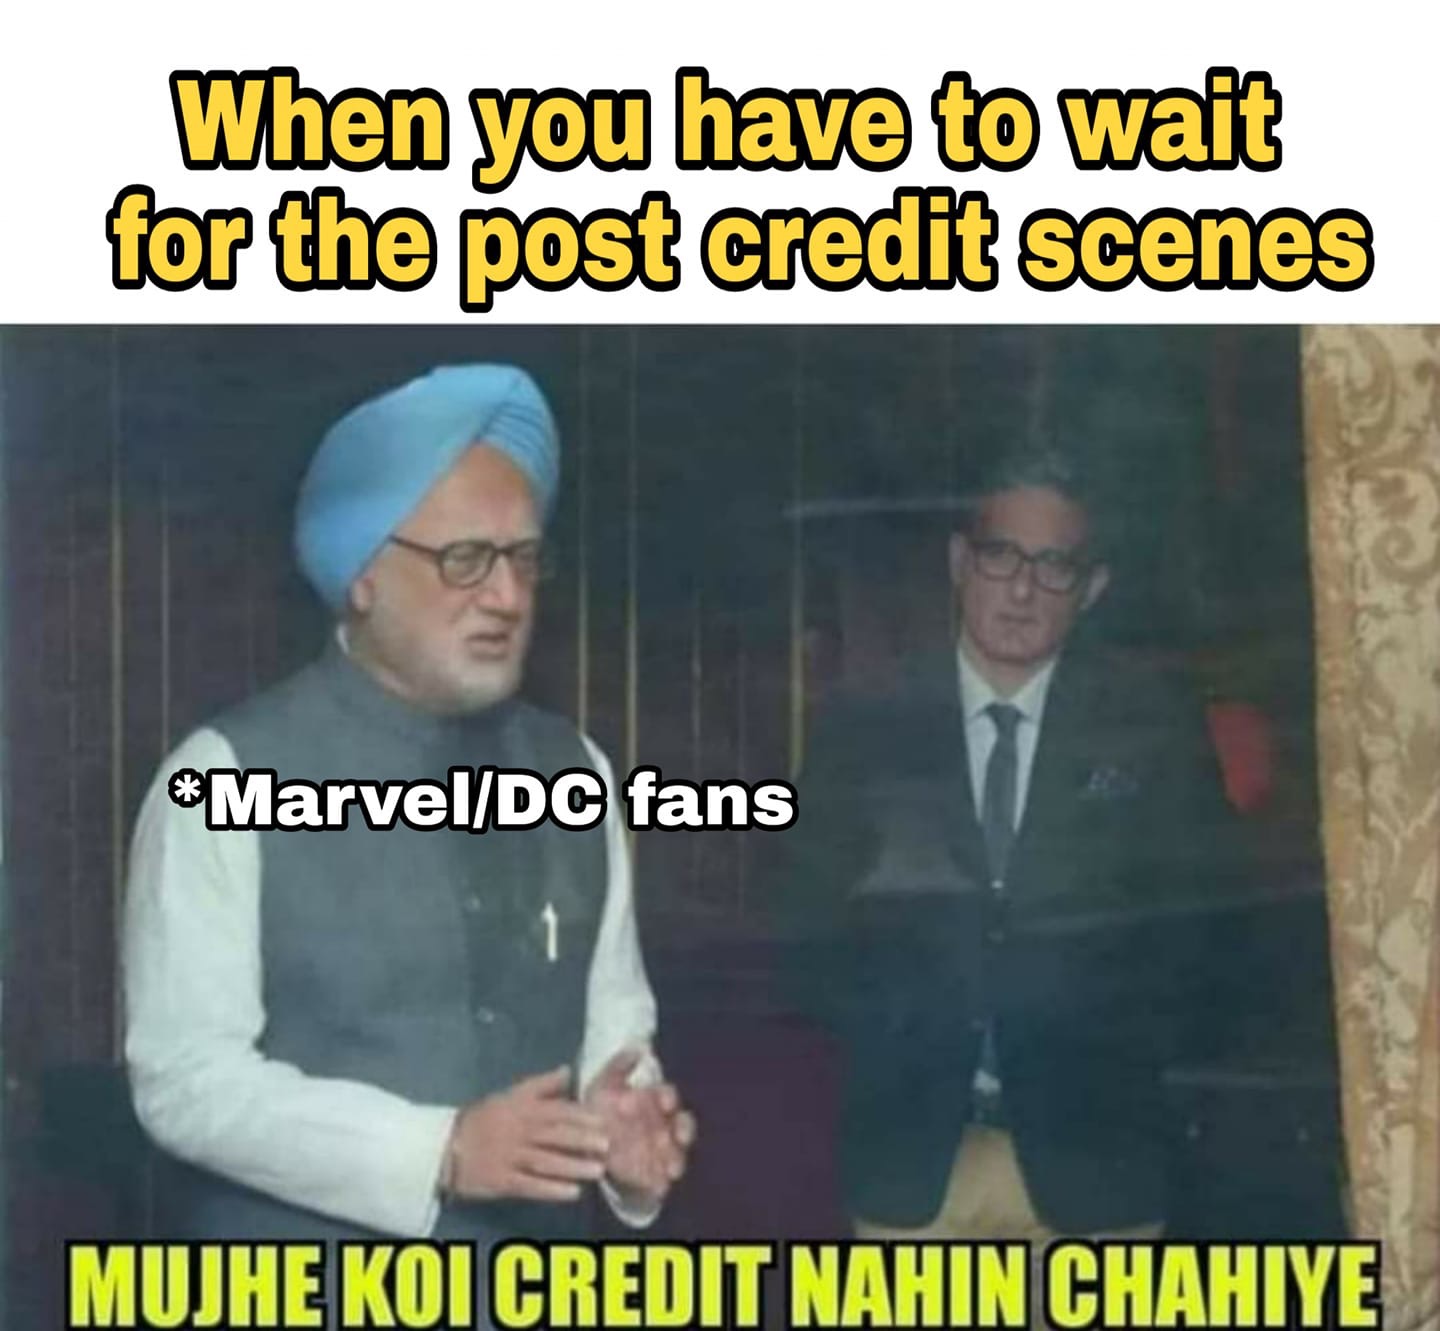 When you have to wait
for the post credit scenes
*Marvel/DC fans
MUJHE KOI CREDIT NAHIN CHAHIYE